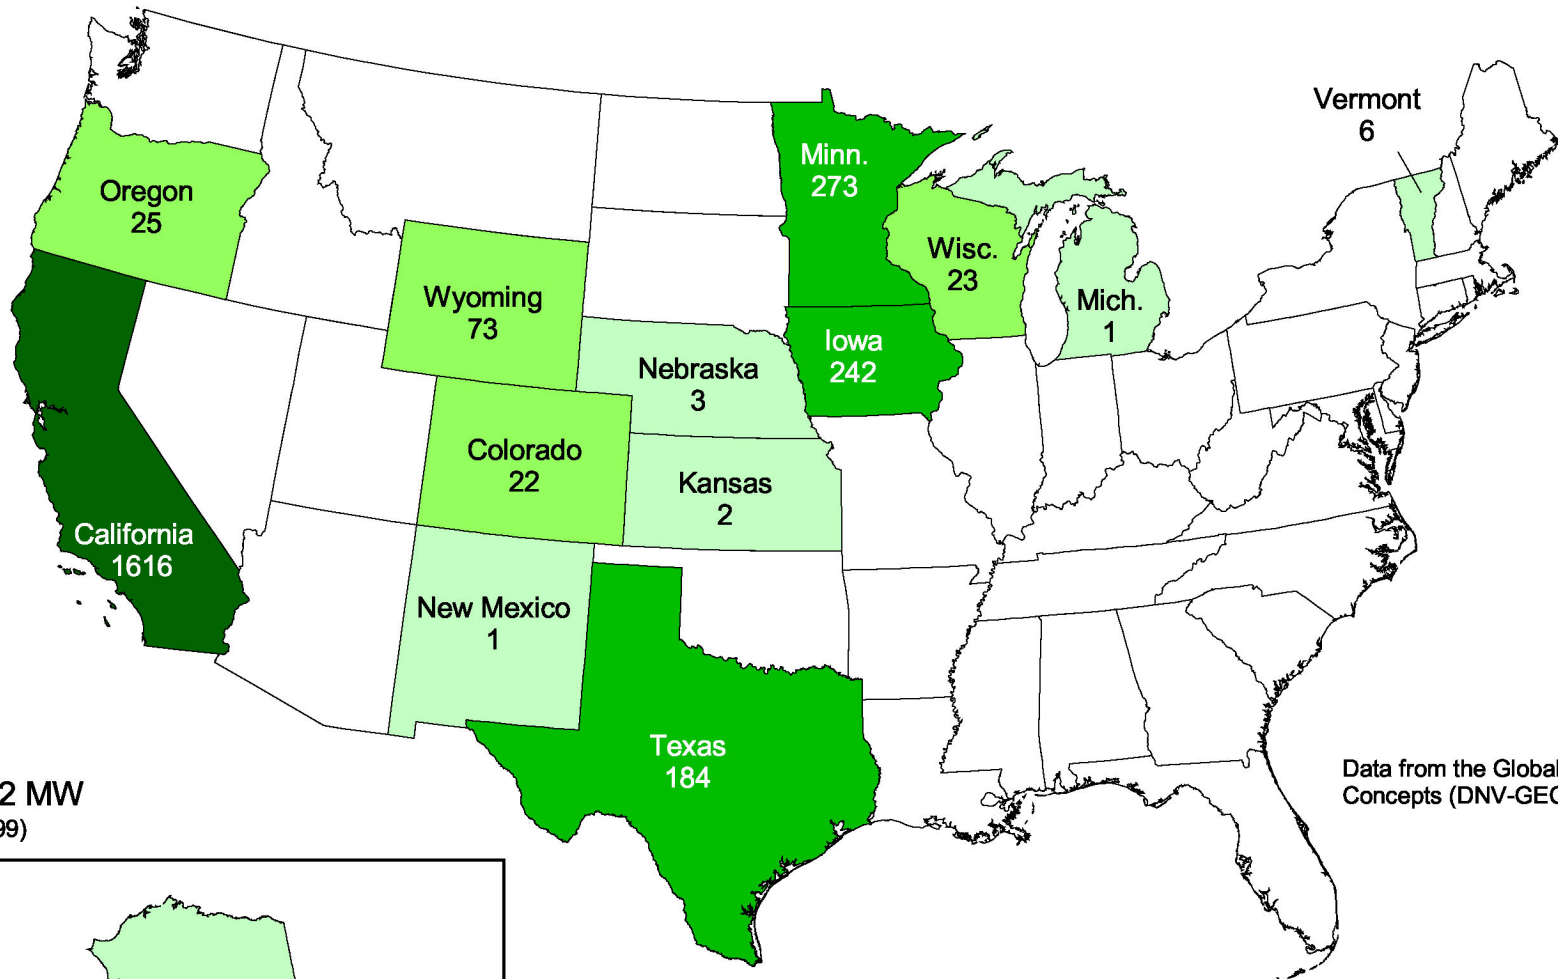 Vermont
6
Minn.
273
Oregon
25
Wisc.
23
Wyoming
73
Mich.
1
Iowa
242
Nebraska
3
Colorado
22
Kansas
2
California
1616
New Mexico
1
Texas
184
Data from the Global
Concepts (DNV-GEC
2 MW
99)